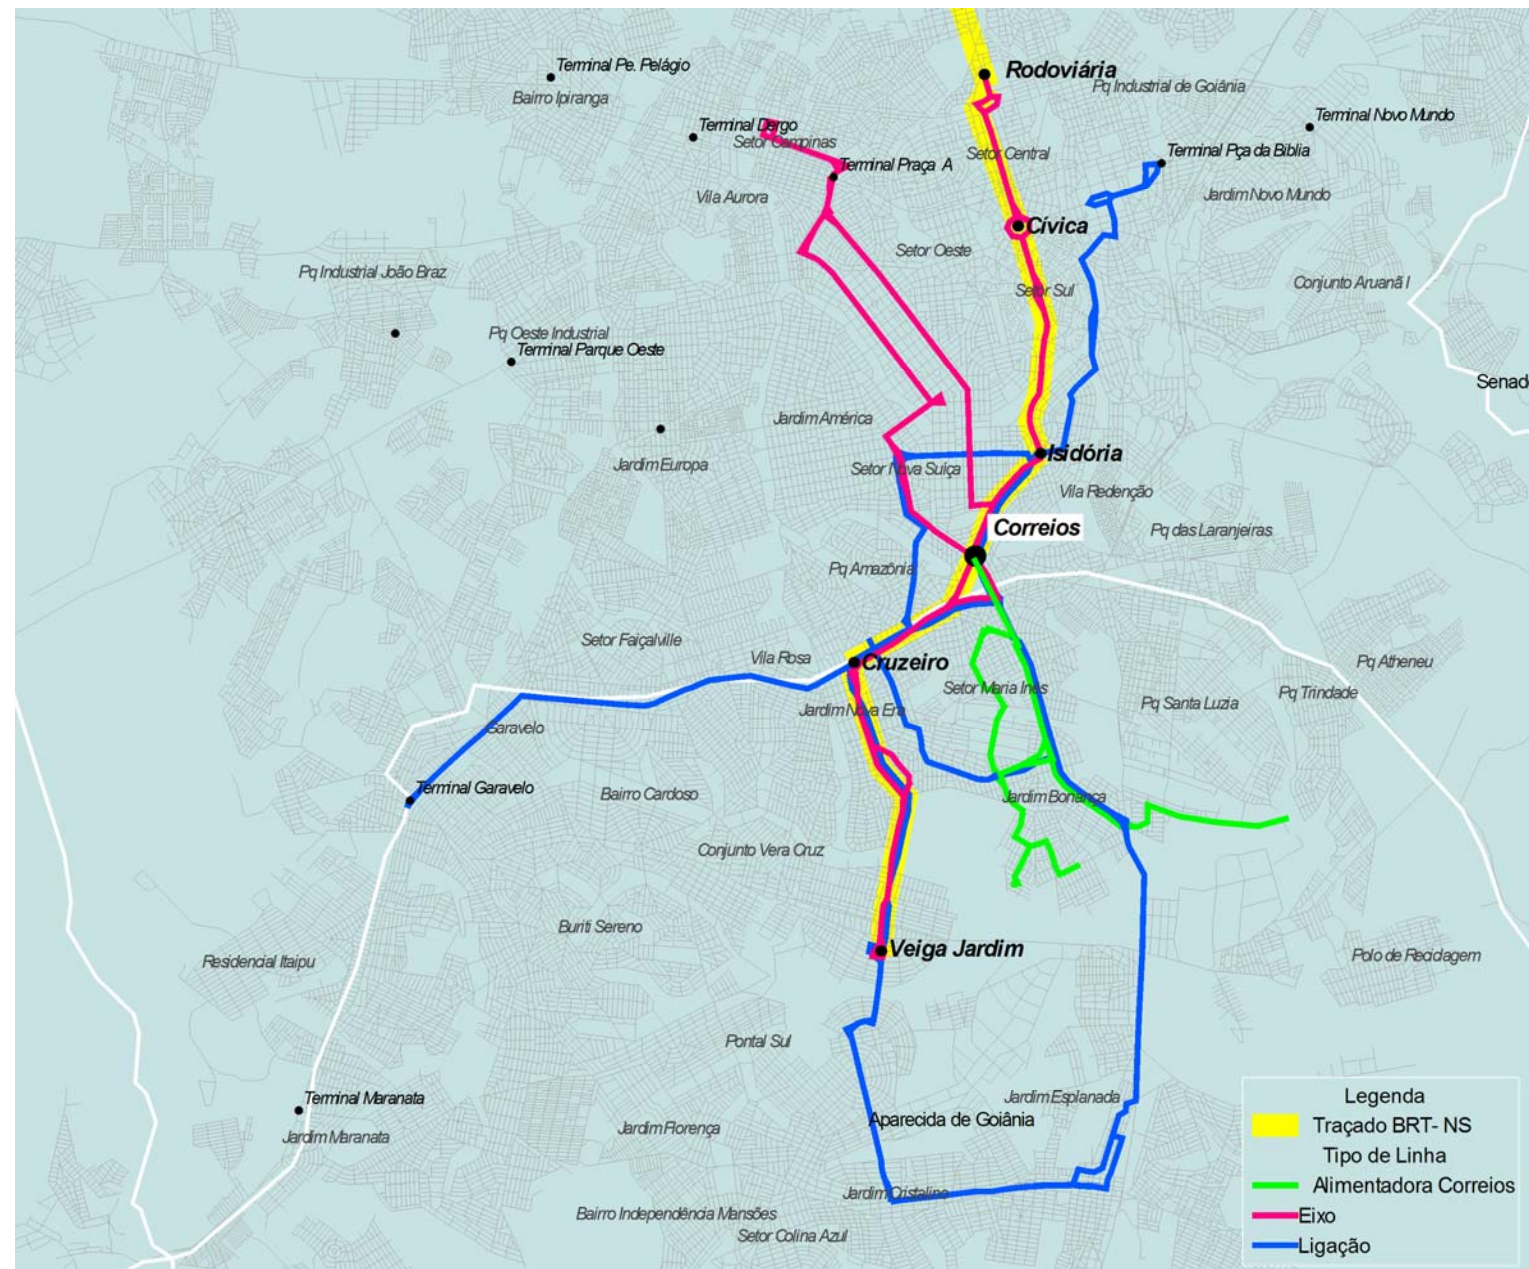 Terminal Pe. Pelágio
Bairro Ipiranga
Rodoviária
Pq Industrial de Goiânia
Terminal Novo Mundo
Terminal Dergo
Setor Campinas
Setor Central
Terminal Pça da Biblia
Terminal Praça A
Vila Aurora
Jardim Novo Mundo
Cívica
Setor Oeste
Pq Industrial João Braz
Setor Sul
Conjunto Aruanã I
Pq Oeste Industrial
Terminal Parque Oeste
Senad
Jardim América
Isidória
Jardim Europa
Setor Nova Suíça
Vila Redenção
Correios
Pq das Laranjeiras
Pq Amazônia
Setor Faiçalville
Vila Rosa
Cruzeiro
Pq Atheneu
Setor Maria Inês
Pq Trindade
Pq Santa Luzia
Jardim Nova Era
Garavelo
Terminal Garavelo
Bairro Cardoso
Jardim Bonança
Conjunto Vera Cruz
Buriti Sereno
Veiga Jardim
Residencial Itaipu
Polo de Reciclagem
Pontal Sul
Terminal Maranata
Jardim Esplanada
Jardim Maranata
Jardim Florença
Aparecida de Goiânia
Jardim Cristalino
Bairro Independência Mansões
Setor Colina Azul
Legenda
Traçado BRT- NS
Tipo de Linha
Alimentadora Correios
Eixo
Ligação